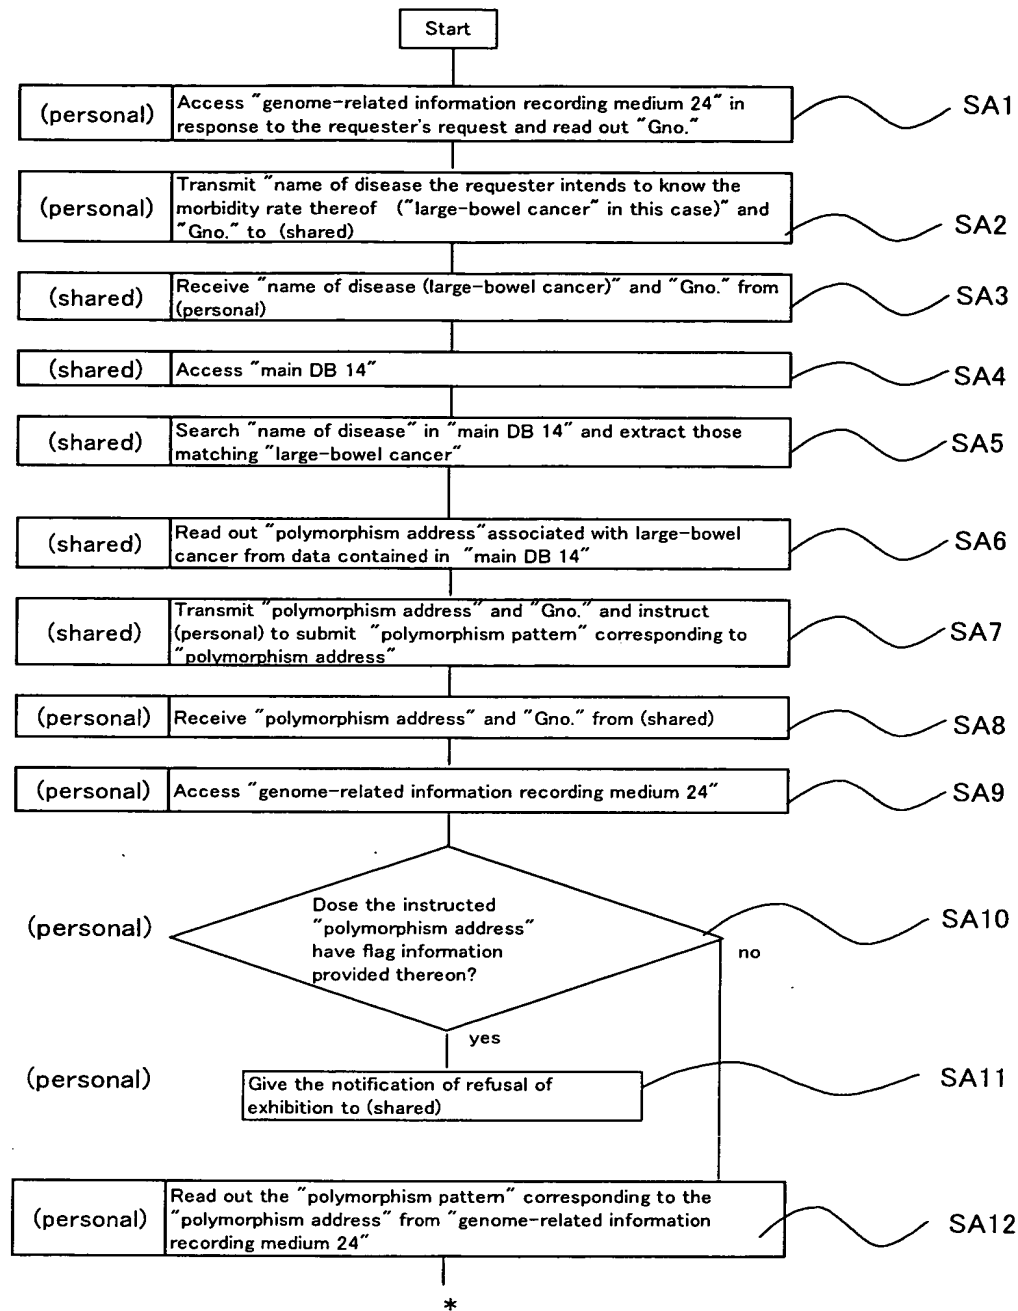 Start
(personal)
Access "genome-related information recording medium 24" in
response to the requester's request and read out "Gno."
SA1
(personal)
Transmit "name of disease the requester intends to know the
morbidity rate thereof ("large-bowel cancer" in this case)" and
"Gno." to (shared)
SA2
(shared)
Receive "name of disease (large-bowel cancer)" and "Gno." from
(personal)
SA3
(shared)
Access "main DB 14"
SA4
(shared)
Search "name of disease" in "main DB 14" and extract those
matching "large-bowel cancer"
SA5
(shared)
Read out "polymorphism address"associated with large-bowel
cancer from data contained in "main DB 14"
SA6
(shared)
Transmit "polymorphism address" and "Gno." and instruct
(personal) to submit "polymorphism pattern" corresponding to
"polymorphism address"
SA7
(personal)
Receive "polymorphism address" and "Gno." from (shared)
SA8
(personal)
Access "genome-related information recording medium 24"
SA9
(personal)
Dose the instructed
"polymorphism address"
have flag information
provided thereon?
SA10
no
yes
(personal)
Give the notification of refusal of
exhibition to (shared)
SA11
(personal)
Read out the "polymorphism pattern" corresponding to the
"polymorphism address" from "genome-related information
recording medium 24"
SA12
*